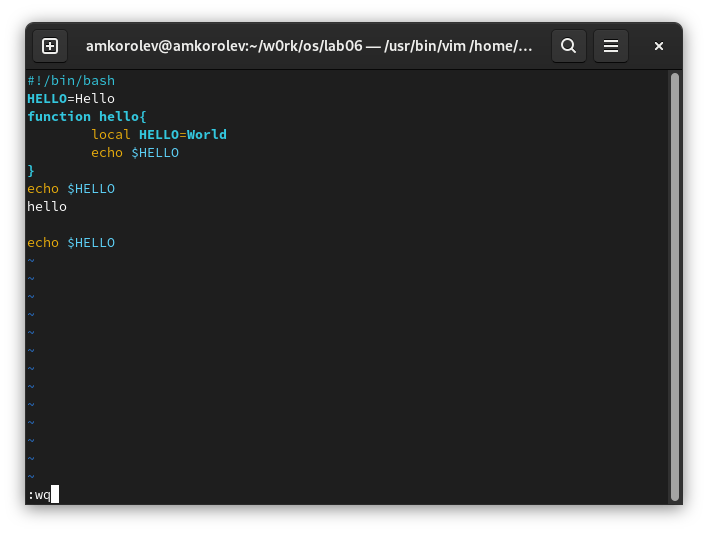 amkorolev@amkorolev:~/w0rk/os/lab06 — /usr/bin/vim /home/...
#!/bin/bash
HELLO=Hello
function hello{
        local HELLO=World
        echo $HELLO
}
echo $HELLO
hello

echo $HELLO
~
~
~
~
~
~
~
~
~
~
~
~
~
:wq